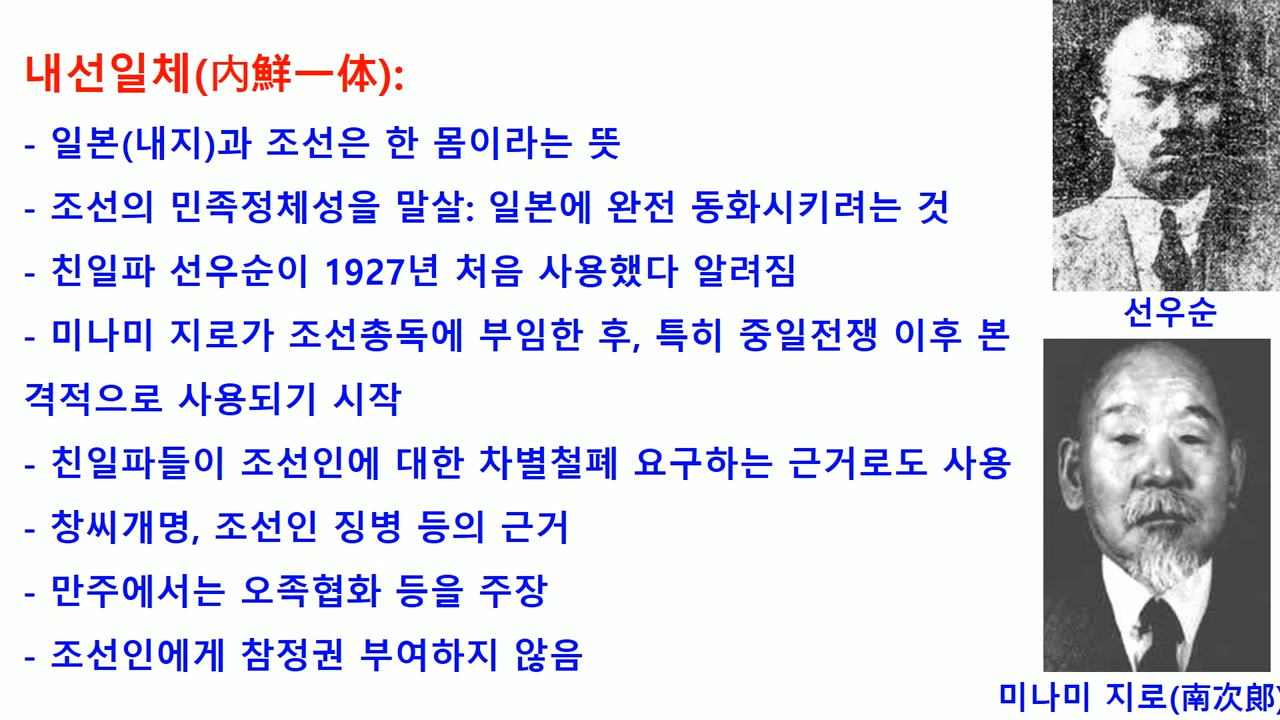 내선일체(内鮮一体):
- 일본(내지)과 조선은 한 몸이라는 뜻
- 조선의 민족정체성을 말살: 일본에 완전 동화시키려는 것
- 친일파 선우순이 1927년 처음 사용했다 알려짐
- 미나미 지로가 조선총독에 부임한 후, 특히 중일전쟁 이후 본
격적으로 사용되기 시작
- 친일파들이 조선인에 대한 차별철폐 요구하는 근거로도 사용
- 창씨개명, 조선인 징병 등의 근거
- 만주에서는 오족협화 등을 주장
- 조선인에게 참정권 부여하지 않음
선우순
미나미 지로(南次郞)